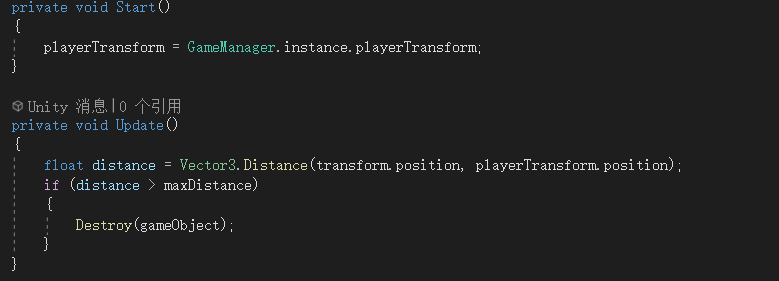 private void Start()
{
playerTransform = GameManager.instance.playerTransform;
}
Unity 消息|0 个引用
private void Update()
{
float distance = Vector3.Distance(transform.position, playerTransform.position);
if (distance > maxDistance)
{
Destroy(gameObject);
}
}